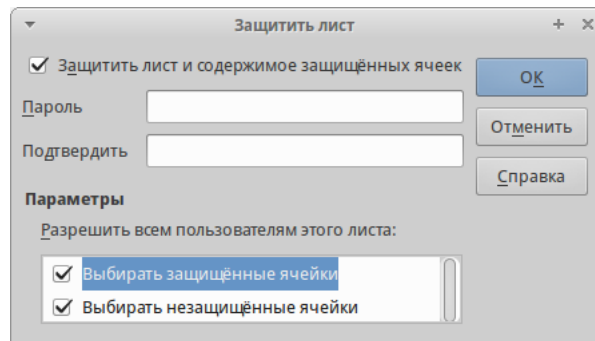 Защитить лист
Защитить лист и содержимое защищённых ячеек
ОК
Пароль
Отменить
Подтвердить
Справка
Параметры
Разрешить всем пользователям этого листа:
Выбирать защищённые ячейки
Выбирать незащищённые ячейки